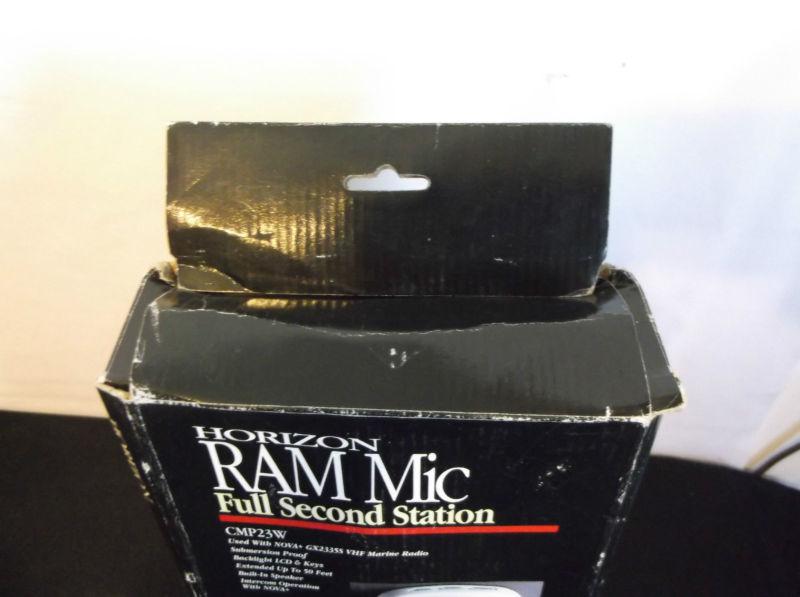 HORIZON
RAM Mic
Full Second Station
CMP23W
Used With NOVA+ GX2335S VHF Marine Radio
Submersion Proof
Backlight LCD & Keys
Extended Up To 50 Feet
Built-In Speaker
Intercom Operation
With NOVA+